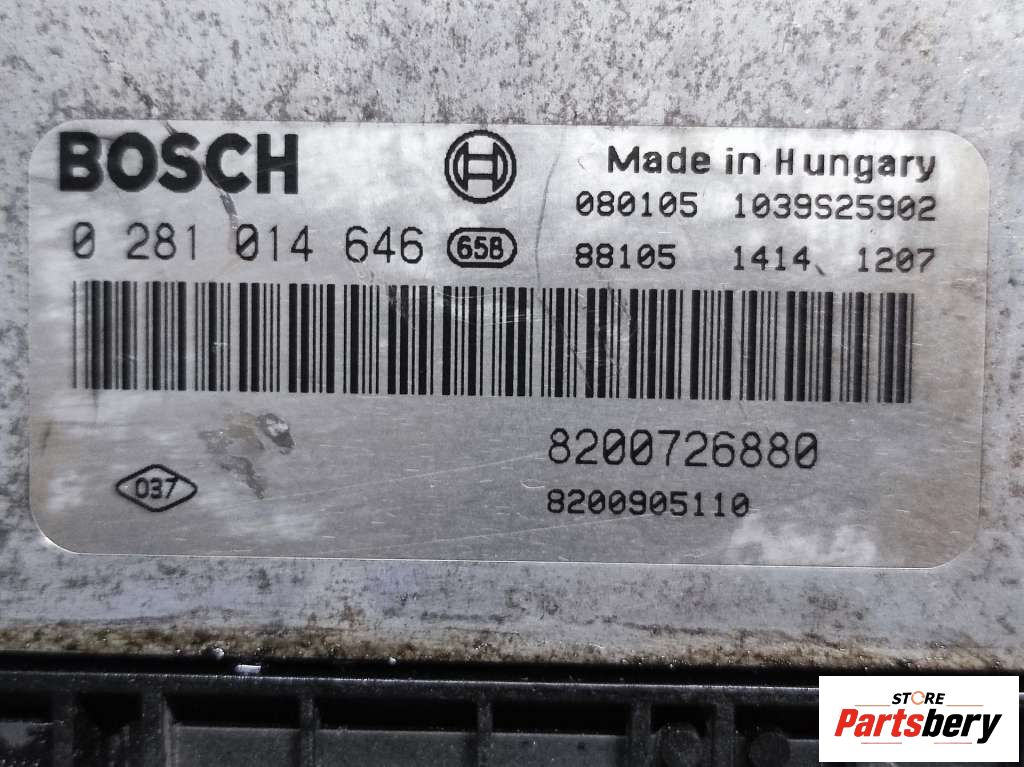 BOSCH
Made in Hungary
080105 1039S25902
0 281 014 646 658
88105 1414, 1207
8200726880
037
8200905110
STORE
Partsbery